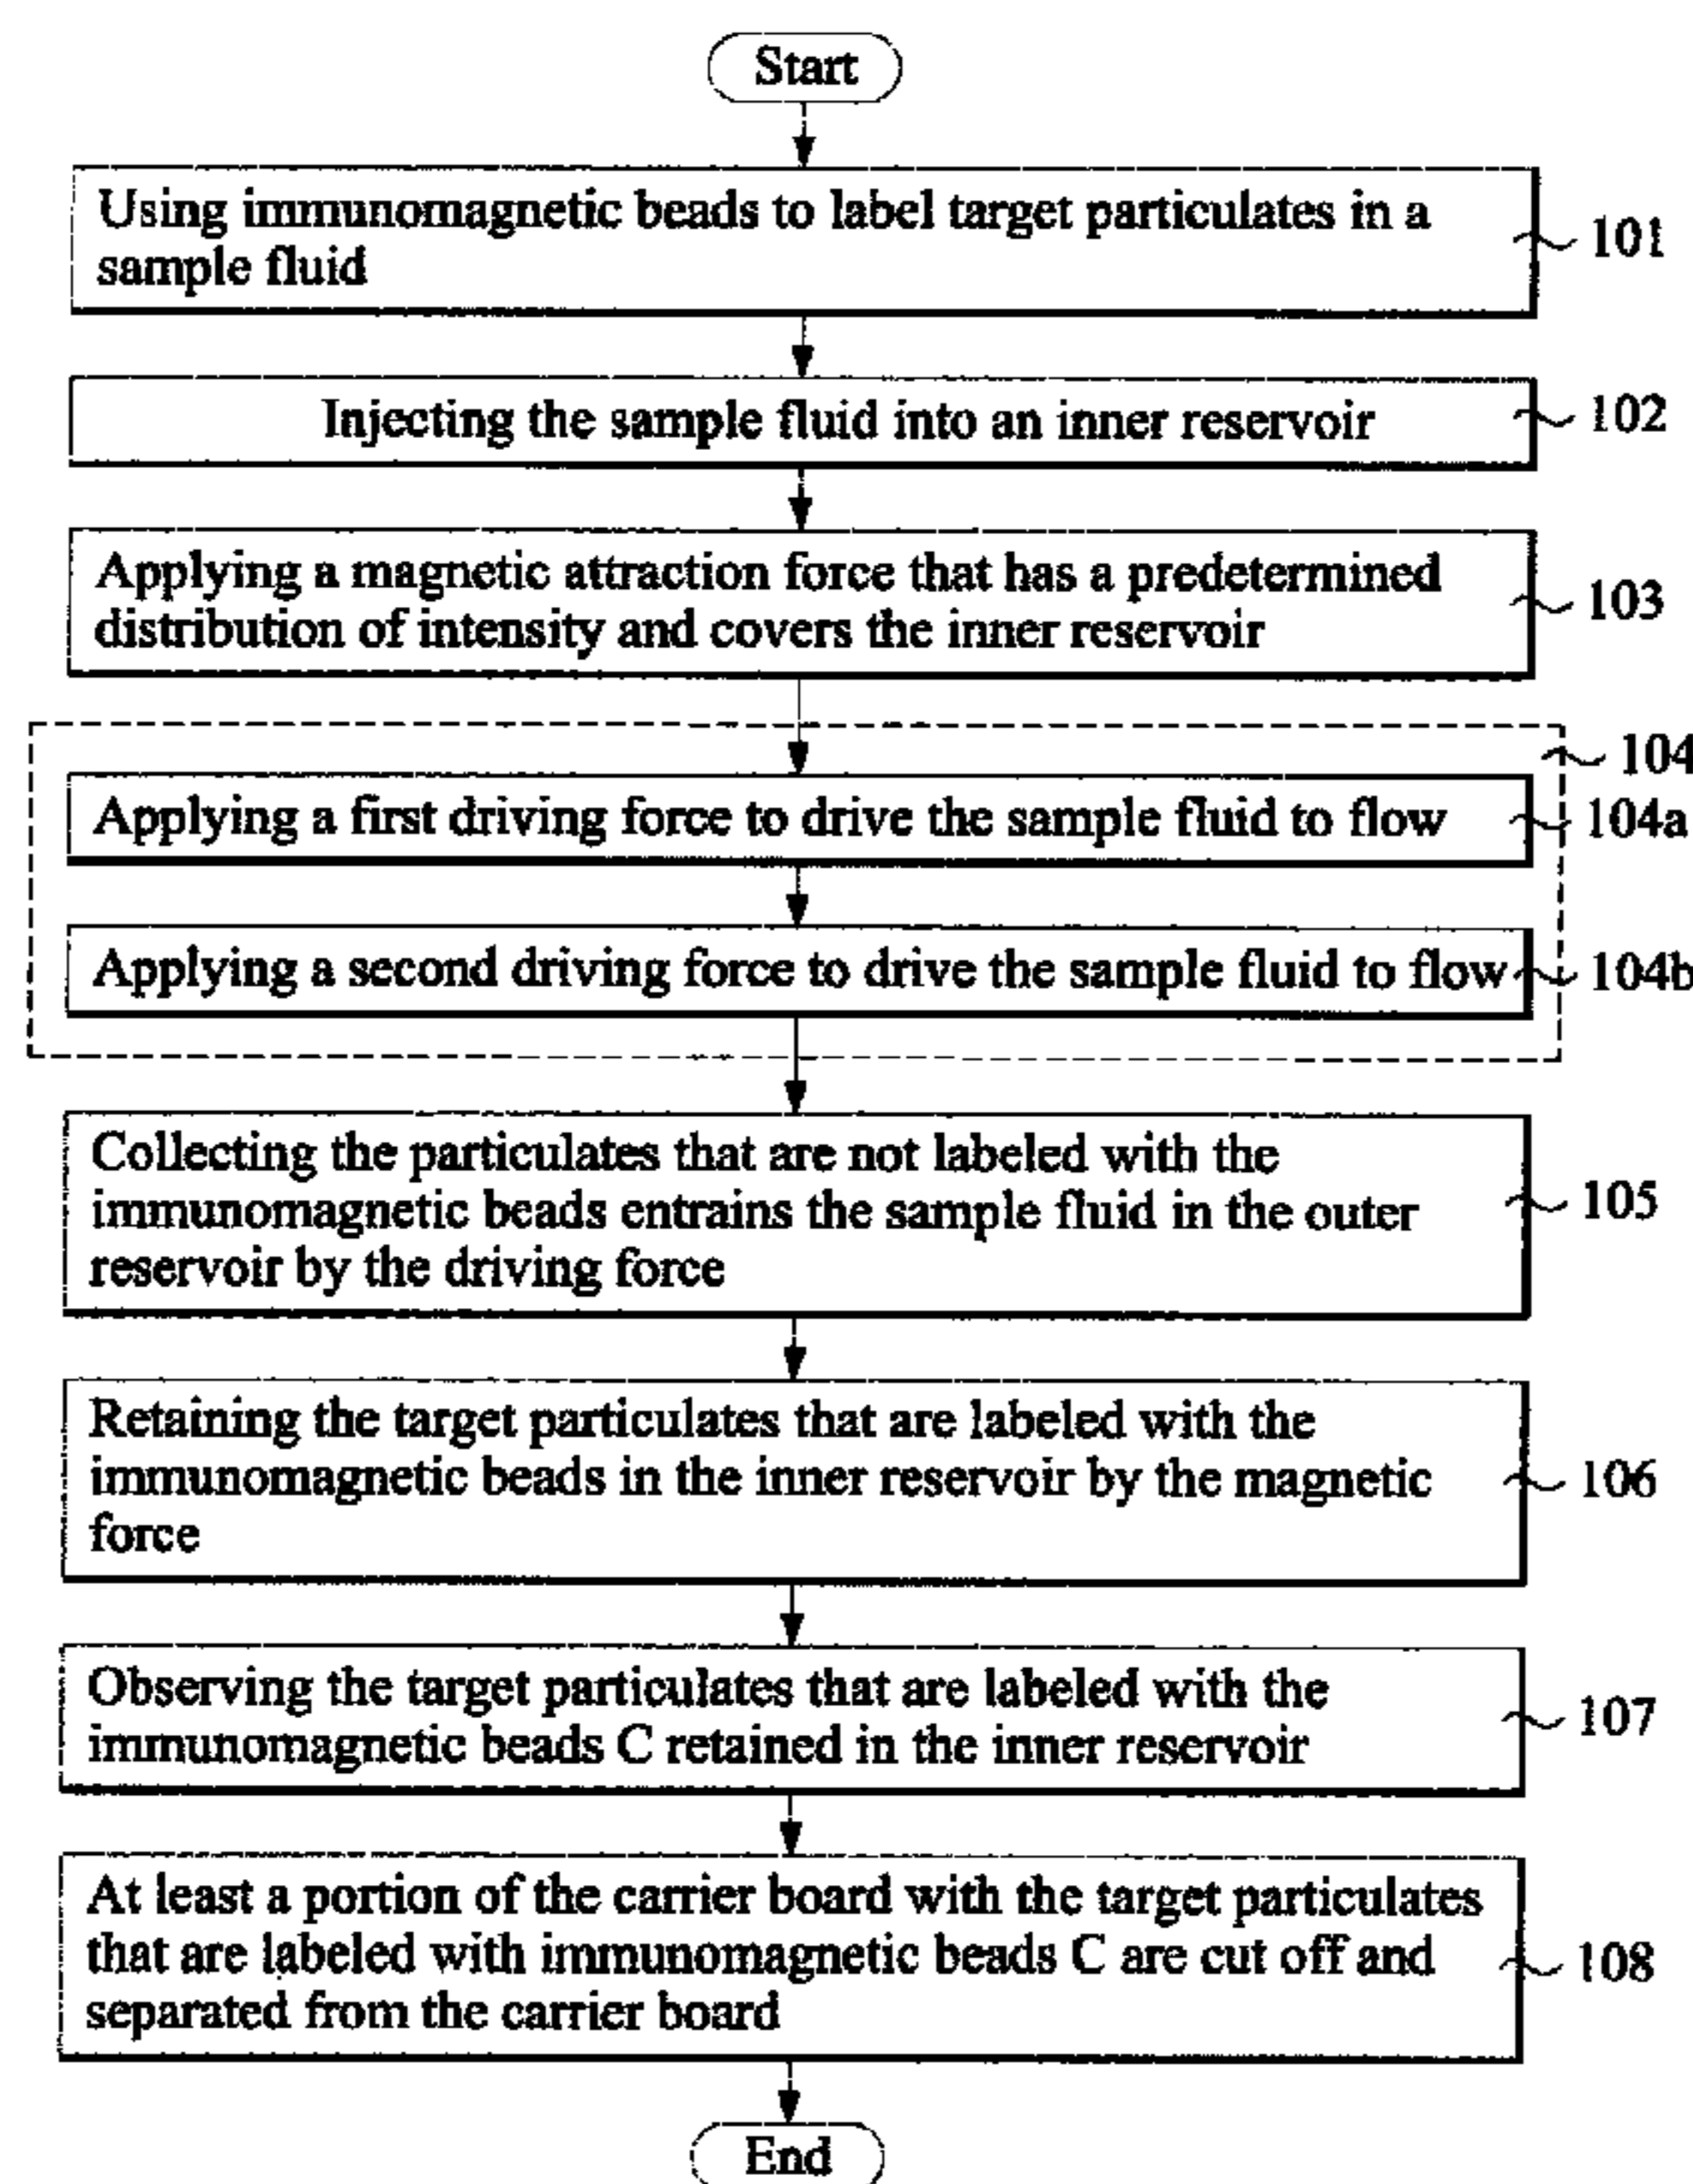 Start
Using immunomagnetic beads to label target particulates in a
sample fluid
101
Injecting the sample fluid into an inner reservoir
102
Applying a magnetic attraction force that has a predetermined
distribution of intensity and covers the inner reservoir
103
104
Applying a first driving force to drive the sample fluid to flow
104a
Applying a second driving force to drive the sample fluid to flow
104b
Collecting the particulates that are not labeled with the
immunomagnetic beads entrains the sample fluid in the outer
reservoir by the driving force
105
Retaining the target particulates that are labeled with the
immunomagnetic beads in the inner reservoir by the magnetic
force
106
Observing the target particulates that are labeled with the
immunomagnetic beads C retained in the inner reservoir
107
At least a portion of the carrier board with the target particulates
that are labeled with immunomagnetic beads C are cut off and
separated from the carrier board
108
End